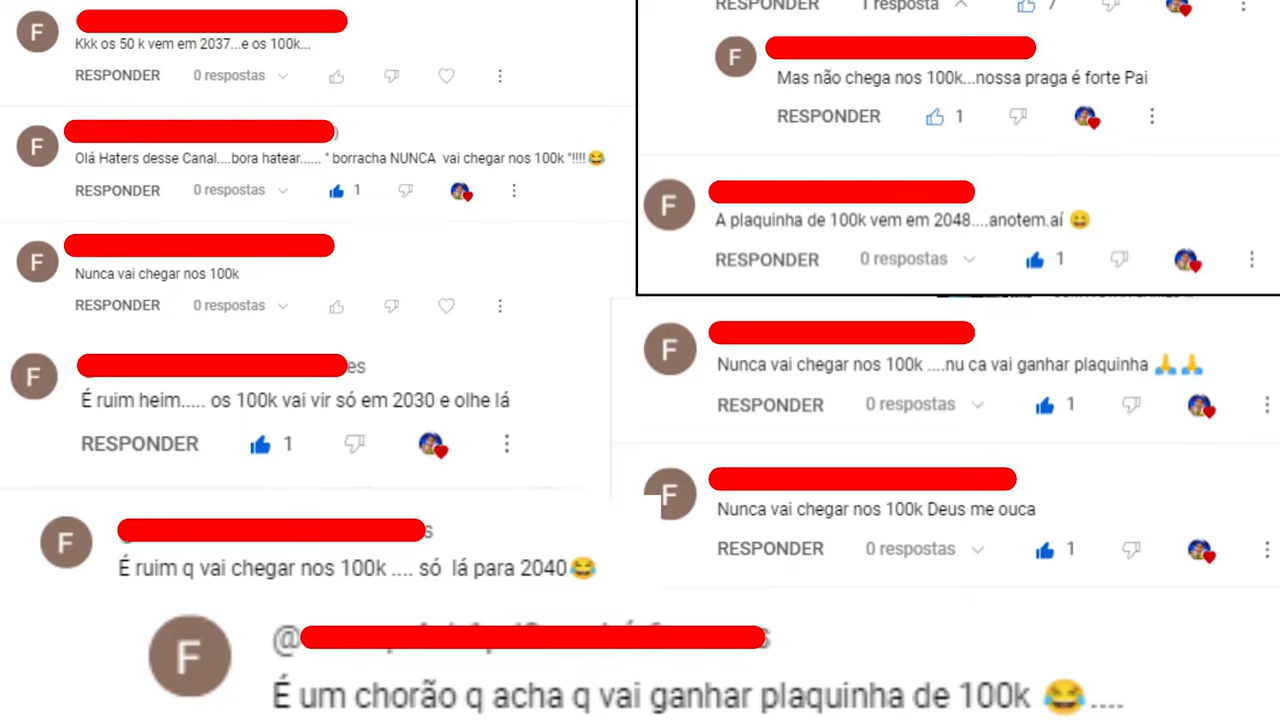 F
Kkk os 50 k vem em 2037...e os 100k...
RESPONDER 0 respostas
F
)
Olá Haters desse Canal....bora hatear...... " borracha NUNCA vai chegar nos 100k "!!!!😂
RESPONDER 0 respostas 1
F
Nunca vai chegar nos 100k
RESPONDER 0 respostas
F
es
É ruim heim..... os 100k vai vir só em 2030 e olhe lá
RESPONDER 1
F
s
É ruim q vai chegar nos 100k .... só lá para 2040😂
RESPONDER 1 resposta 7
F
Mas não chega nos 100k...nossa praga é forte Pai
RESPONDER 1
F
A plaquinha de 100k vem em 2048....anotem.aí 😀
RESPONDER 0 respostas 1
F
Nunca vai chegar nos 100k ....nu ca vai ganhar plaquinha 🙏🙏
RESPONDER 0 respostas 1
F
Nunca vai chegar nos 100k Deus me ouca
RESPONDER 0 respostas 1
F
@ s
É um chorão q acha q vai ganhar plaquinha de 100k 😂....